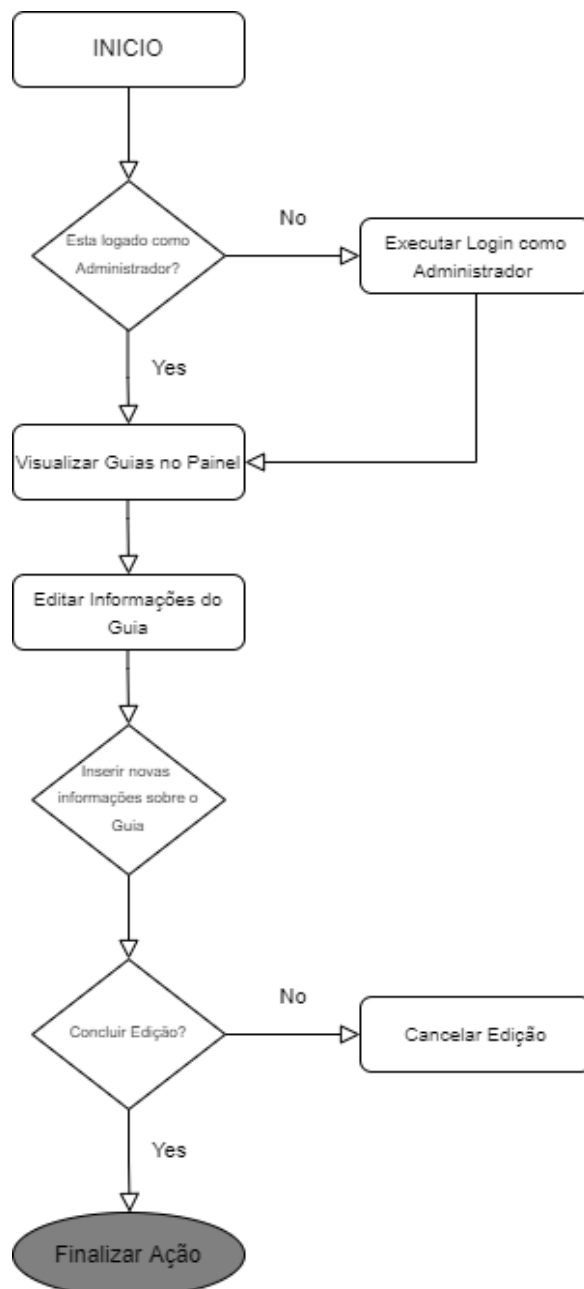 INICIO
Esta logado como
Administrador?
No
Executar Login como
Administrador
Yes
Visualizar Guias no Painel
Editar Informações do
Guia
Inserir novas
informações sobre o
Guia
Concluir Edição?
No
Cancelar Edição
Yes
Finalizar Ação